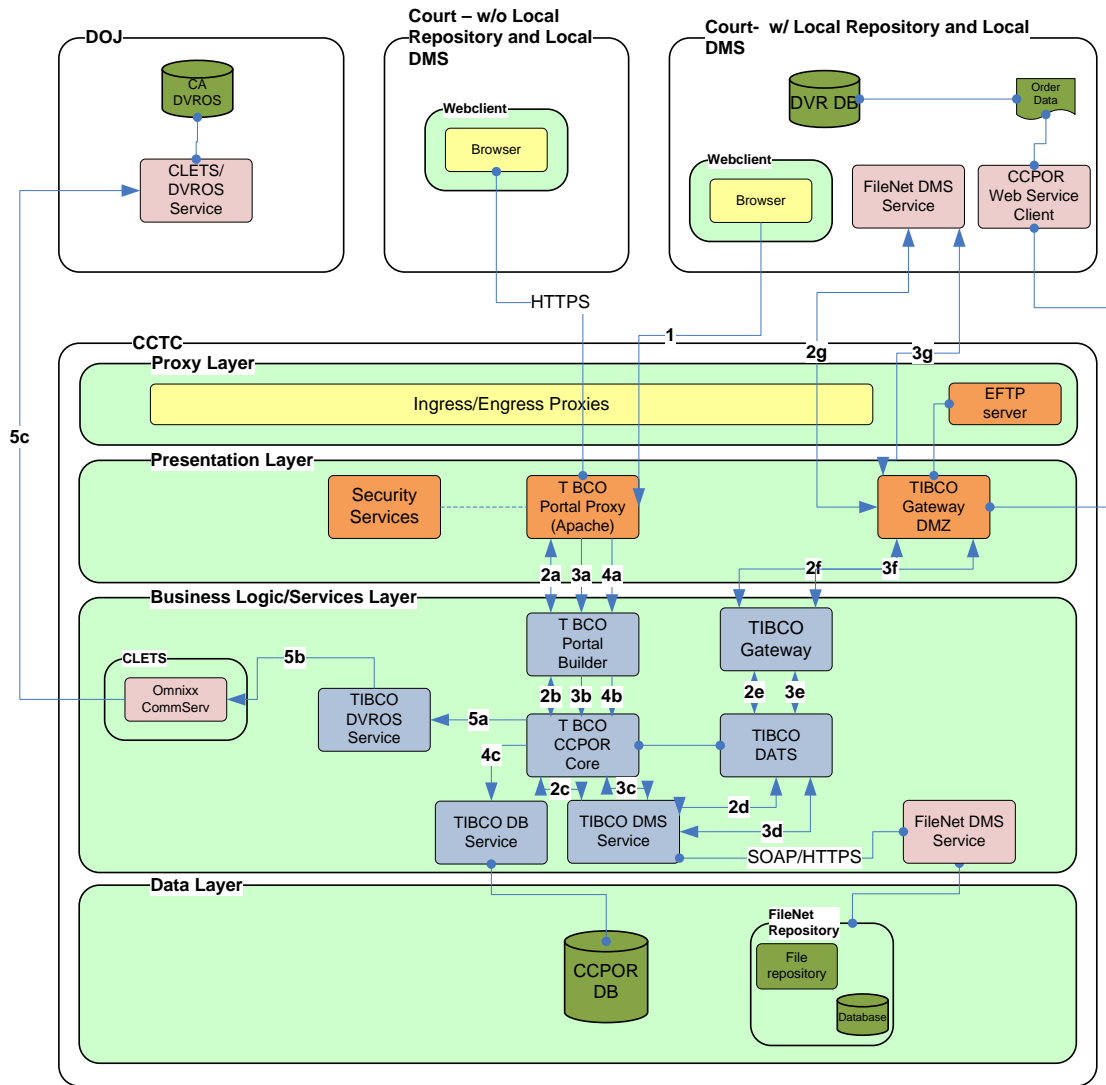 DOJ
CA
DVROS
CLETS/
DVROS
Service
Court – w/o Local
Repository and Local
DMS
Webclient
Browser
Court-  w/ Local Repository and Local
DMS
DVR DB
Order
Data
Webclient
Browser
FileNet DMS
Service
CCPOR
Web Service
Client
HTTPS
1
2g
3g
5c
CCTC
Proxy Layer
Ingress/Engress Proxies
EFTP
server
Presentation Layer
Security
Services
T BCO
Portal Proxy
(Apache)
TIBCO
Gateway
DMZ
2a
3a
4a
2f
3f
Business Logic/Services Layer
T BCO
Portal
Builder
TIBCO
Gateway
CLETS
Omnixx
CommServ
5b
TIBCO
DVROS
Service
2b
3b
4b
2e
3e
5a
T BCO
CCPOR
Core
TIBCO
DATS
4c
2c
3c
2d
3d
TIBCO DB
Service
TIBCO DMS
Service
SOAP/HTTPS
FileNet DMS
Service
Data Layer
CCPOR
DB
FileNet
Repository
File
repository
Database